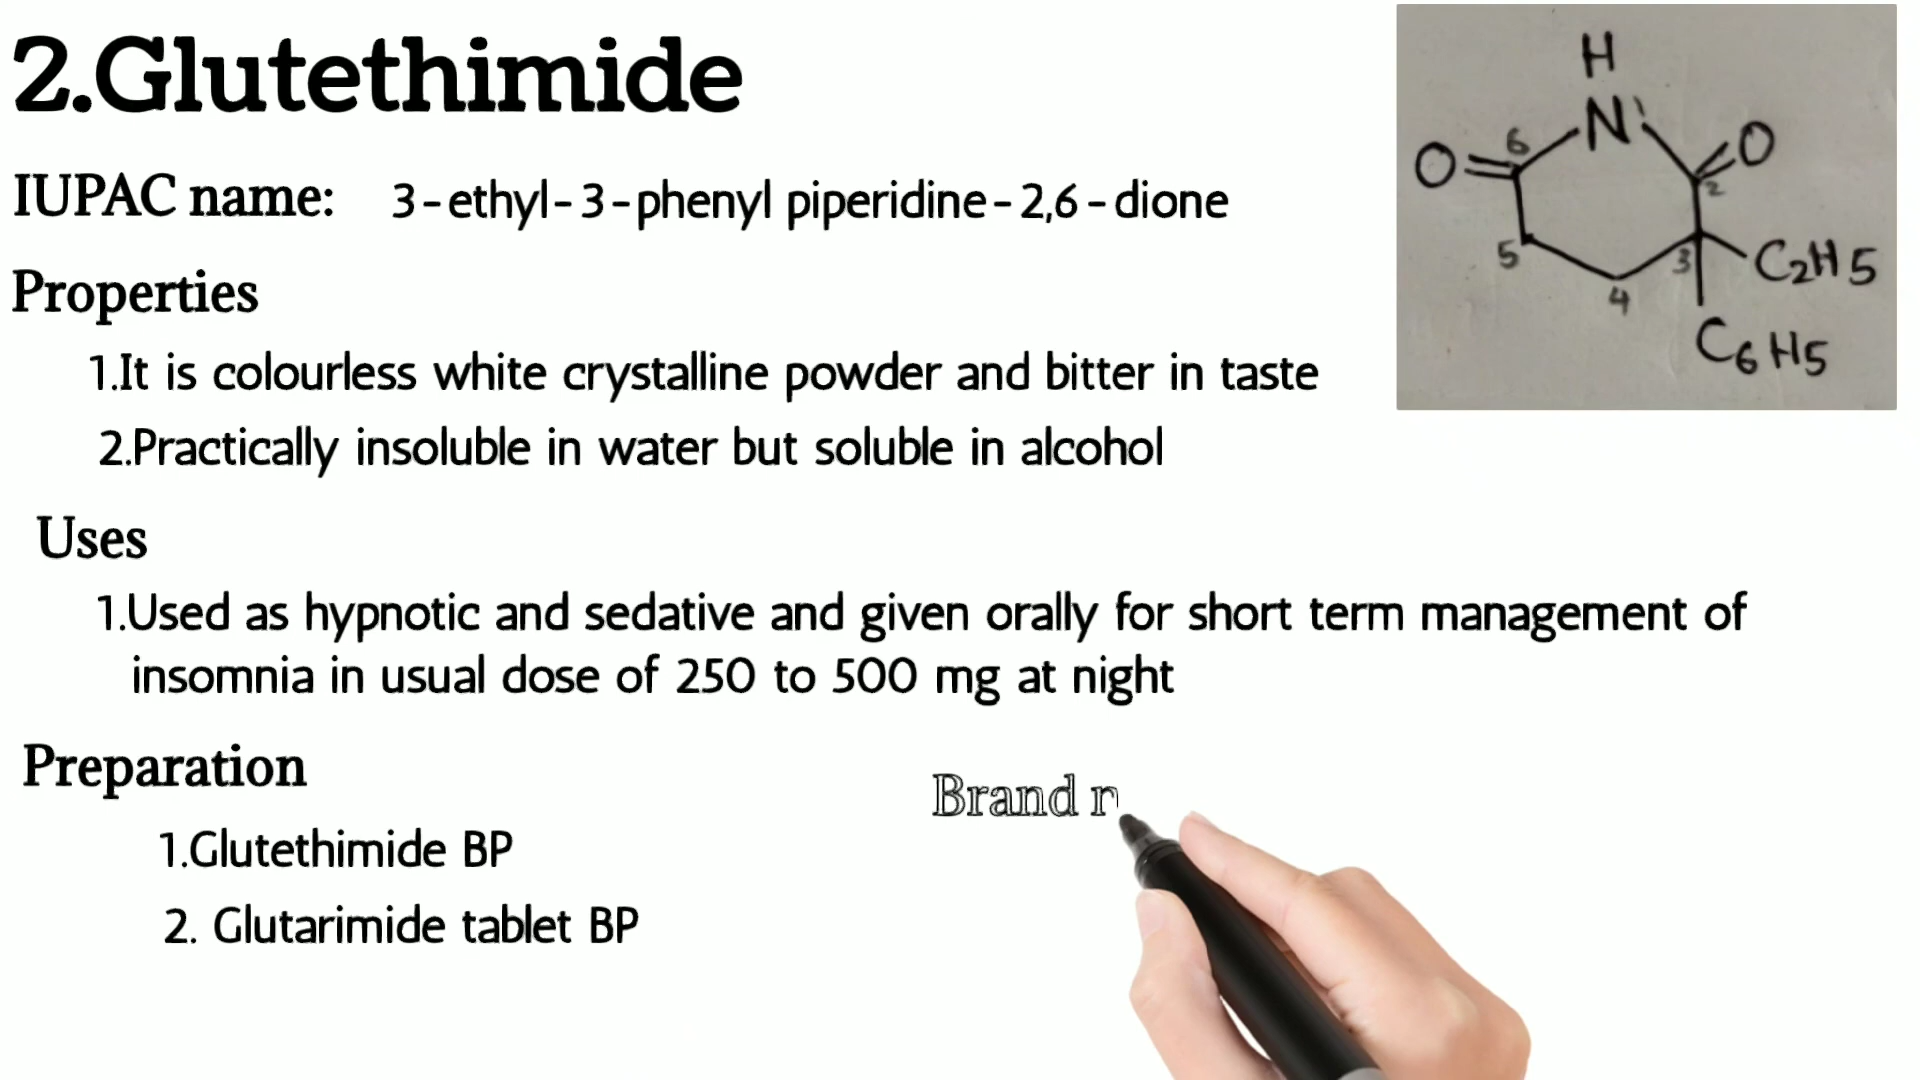 2.Glutethimide
IUPAC name: 3-ethyl-3-phenyl piperidine-2,6-dione
Properties
1.It is colourless white crystalline powder and bitter in taste
2.Practically insoluble in water but soluble in alcohol
Uses
1.Used as hypnotic and sedative and given orally for short term management of
insomnia in usual dose of 250 to 500 mg at night
Preparation
1.Glutethimide BP
2. Glutarimide tablet BP
Brand
H
N 1
6
O
O
2
5
3
C2H5
4
C6H5